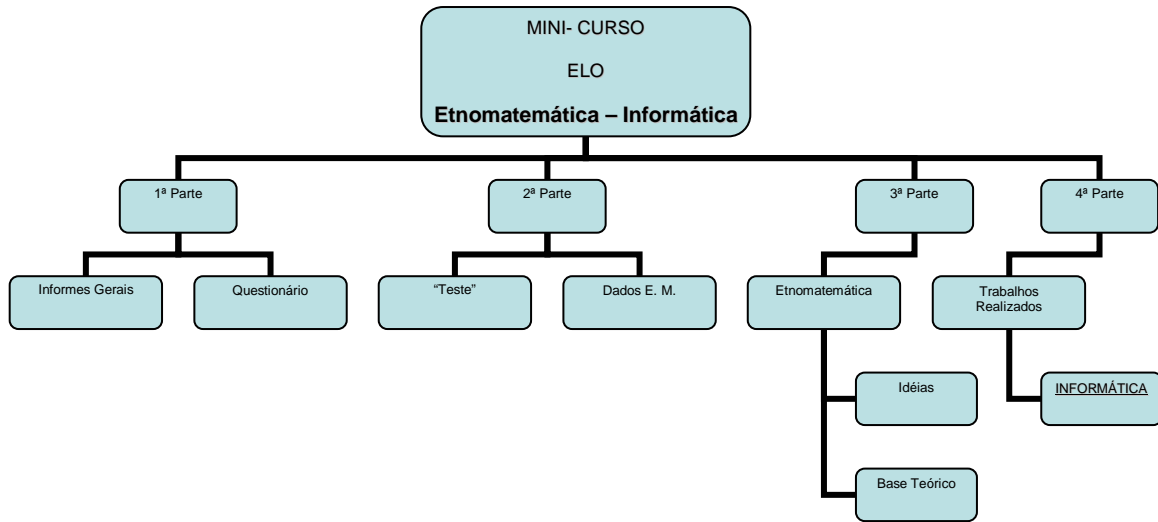 MINI- CURSO
ELO
Etnomatemática – Informática
1ª Parte
2ª Parte
3ª Parte
4ª Parte
Informes Gerais
Questionário
“Teste”
Dados E. M.
Etnomatemática
Trabalhos
Realizados
Idéias
INFORMÁTICA
Base Teórico